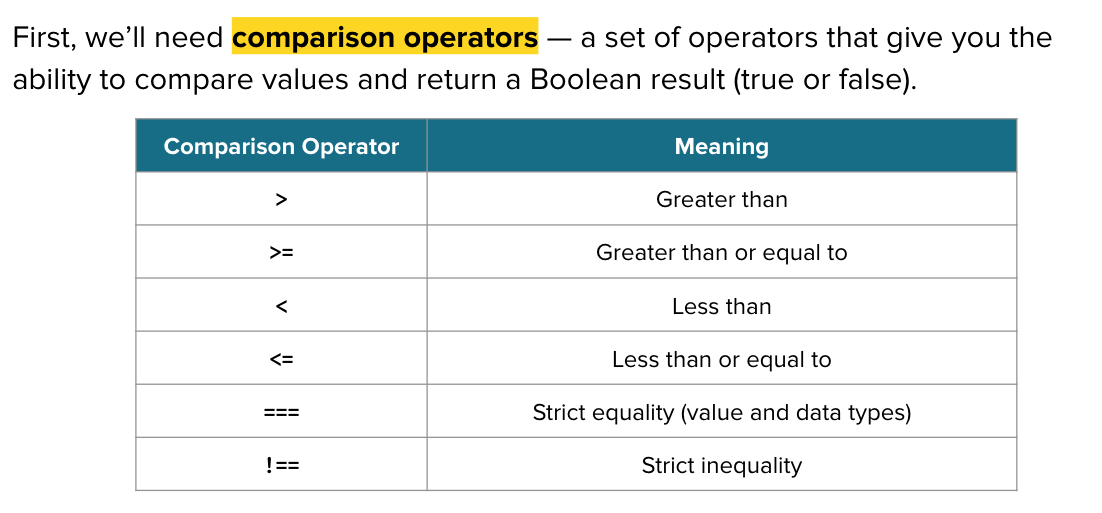 First, we’ll need comparison operators — a set of operators that give you the
ability to compare values and return a Boolean result (true or false).
Comparison Operator Meaning
> Greater than
>= Greater than or equal to
< Less than
<= Less than or equal to
=== Strict equality (value and data types)
!== Strict inequality